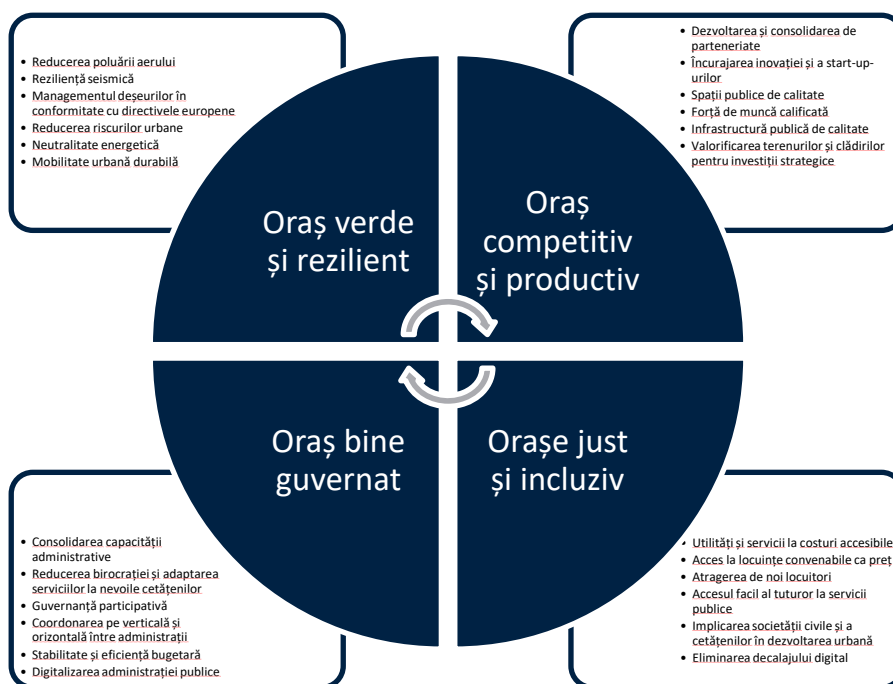 • Reducerea poluării aerului
• Reziliență seismică
• Managementul deșeurilor în
conformitate cu directivele europene
• Reducerea riscurilor urbane
• Neutralitate energetică
• Mobilitate urbană durabilă
• Dezvoltarea și consolidarea de
parteneriate
• Încurajarea inovației și a start-up-
urilor
• Spații publice de calitate
• Forță de muncă calificată
• Infrastructură publică de calitate
• Valorificarea terenurilor și clădirilor
pentru investiții strategice
Oraș verde
și rezilient
Oraș
competitiv
și productiv
Oraș bine
guvernat
Orașe just
și incluziv
• Consolidarea capacității
administrative
• Reducerea birocrației și adaptarea
serviciilor la nevoile cetățenilor
• Guvernanță participativă
• Coordonarea pe verticală și
orizontală între administrații
• Stabilitate și eficiență bugetară
• Digitalizarea administrației publice
• Utilități și servicii la costuri accesibile
• Acces la locuințe convenabile ca preț
• Atragerea de noi locuitori
• Accesul facil al tuturor la servicii
publice
• Implicarea societății civile și a
cetățenilor în dezvoltarea urbană
• Eliminarea decalajului digital